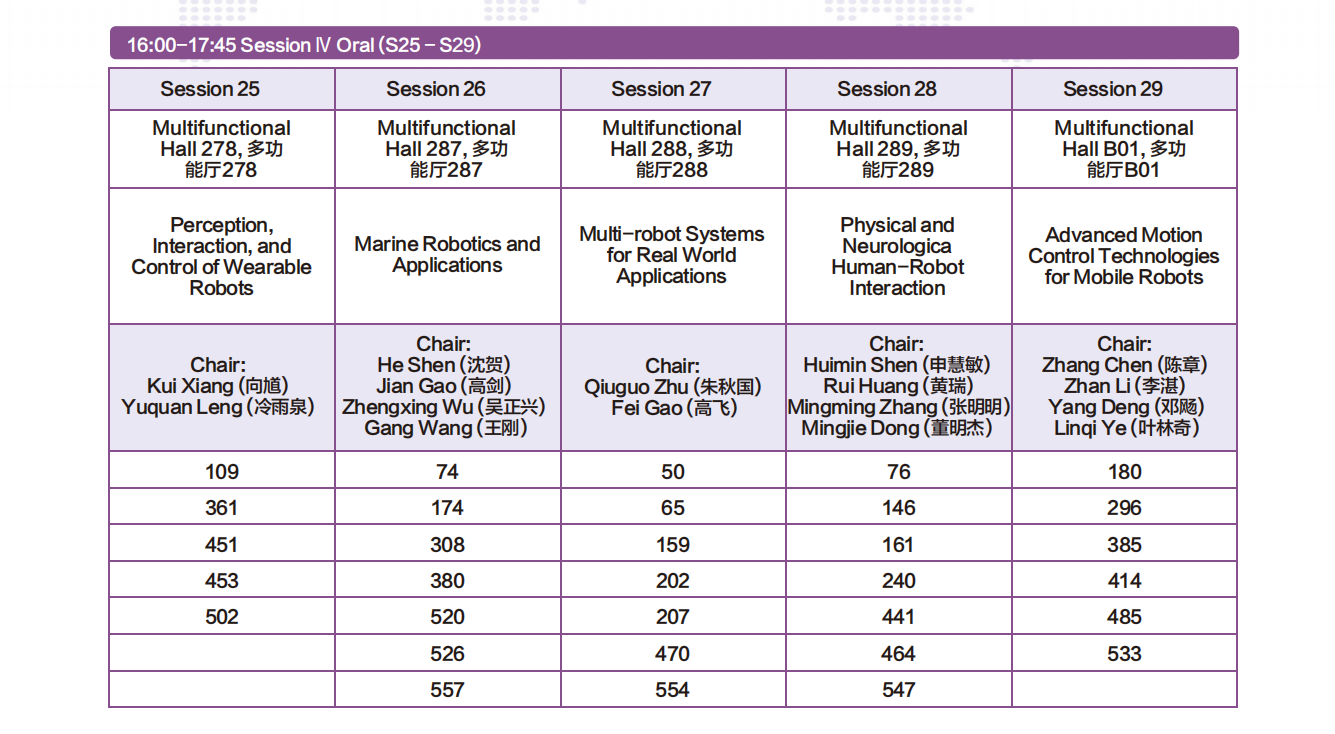 16:00-17:45 Session Ⅳ Oral (S25 - S29)
Session 25
Session 26
Session 27
Session 28
Session 29
Multifunctional
Hall 278, 多功
能厅278
Multifunctional
Hall 287, 多功
能厅287
Multifunctional
Hall 288, 多功
能厅288
Multifunctional
Hall 289, 多功
能厅289
Multifunctional
Hall B01, 多功
能厅B01
Perception,
Interaction, and
Control of Wearable
Robots
Marine Robotics and
Applications
Multi-robot Systems
for Real World
Applications
Physical and
Neurologica
Human-Robot
Interaction
Advanced Motion
Control Technologies
for Mobile Robots
Chair:
Kui Xiang (向馗)
Yuquan Leng (冷雨泉)
Chair:
He Shen (沈贺)
Jian Gao (高剑)
Zhengxing Wu (吴正兴)
Gang Wang (王刚)
Chair:
Qiuguo Zhu (朱秋国)
Fei Gao (高飞)
Chair:
Huimin Shen (申慧敏)
Rui Huang (黄瑞)
Mingming Zhang (张明明)
Mingjie Dong (董明杰)
Chair:
Zhang Chen (陈章)
Zhan Li (李湛)
Yang Deng (邓飏)
Linqi Ye (叶林奇)
109
74
50
76
180
361
174
65
146
296
451
308
159
161
385
453
380
202
240
414
502
520
207
441
485
526
470
464
533
557
554
547